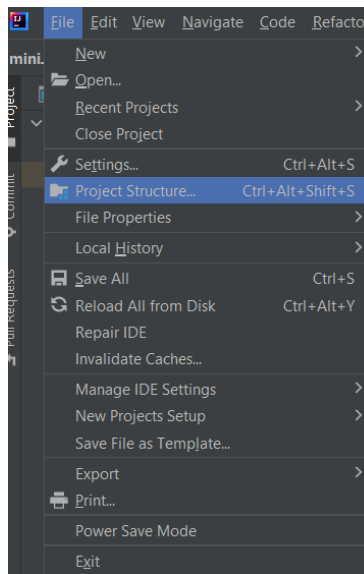 File Edit View Navigate Code Refacto
mini.
New
Open...
Recent Projects
Close Project
Settings... Ctrl+Alt+S
Project Structure... Ctrl+Alt+Shift+S
File Properties
Local History
Save All Ctrl+S
Reload All from Disk Ctrl+Alt+Y
Repair IDE
Invalidate Caches...
Manage IDE Settings
New Projects Setup
Save File as Template...
Export
Print...
Power Save Mode
Exit
Project
Commit
Pull Requests